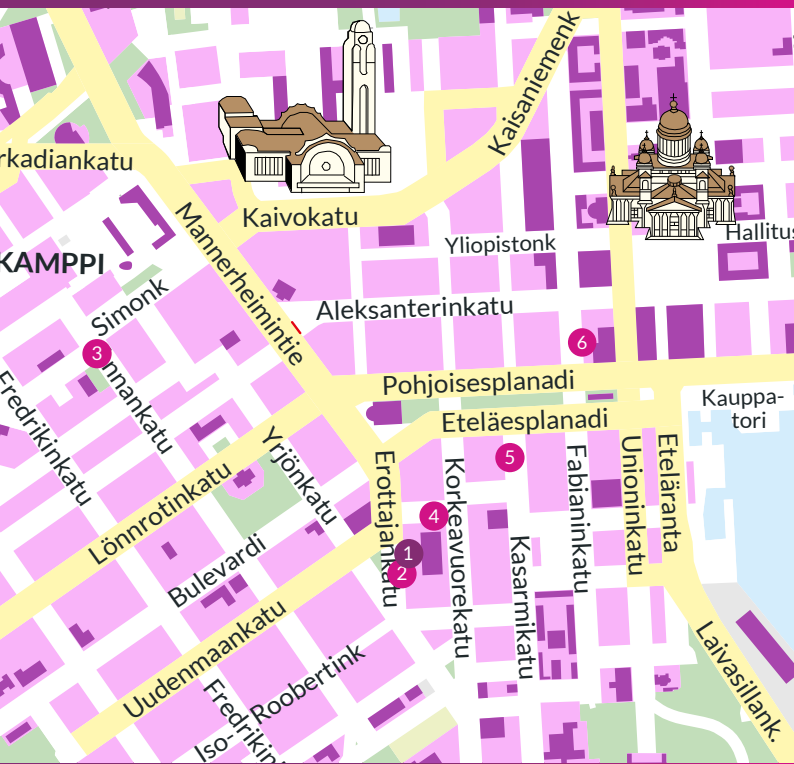 Kaisaniemenk
rkadiankatu
Mannerheimintie
Kaivokatu
Yliopistonk
Hallitus
KAMPPI
Simonk
Aleksanterinkatu
6
3
nnankatu
Fredrikinkatu
Pohjoisesplanadi
Kauppa-
tori
Eteläesplanadi
Yrjönkatu
Lönnrotinkatu
Erottajankatu
Korkeavuorekatu
5
Fabianinkatu
Unioninkatu
Eteläranta
4
1
2
Kasarmikatu
Bulevardi
Uudenmaankatu
Laivasillank.
Fredrikin
Iso-Roobertink